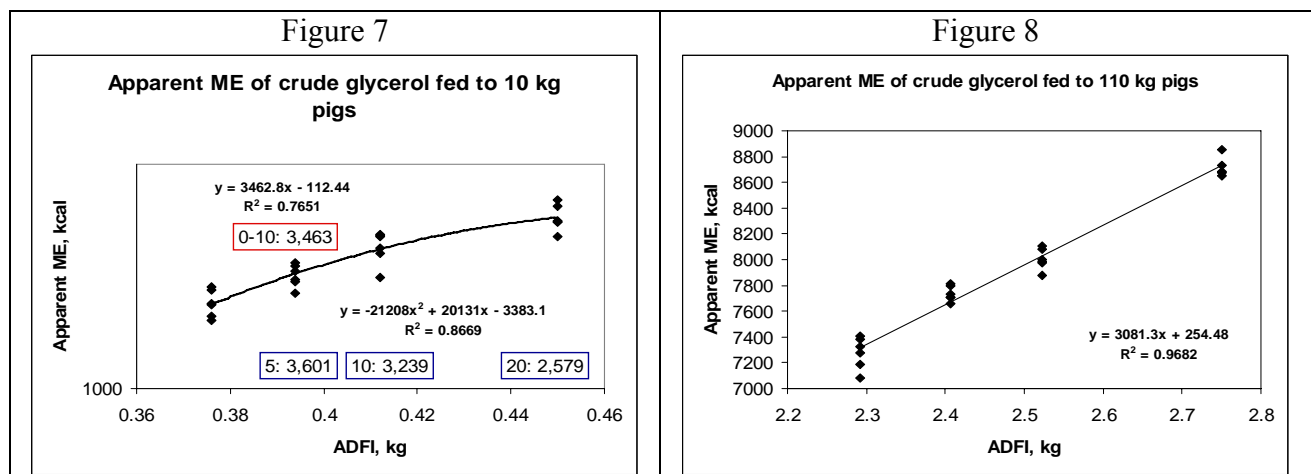 Figure 7
Apparent ME of crude glycerol fed to 10 kg
pigs
y = 3462.8x - 112.44
R² = 0.7651
0-10: 3,463
y = -21208x² + 20131x - 3383.1
R² = 0.8669
5: 3,601
10: 3,239
20: 2,579
Apparent ME, kcal
1000
0.36 0.38 0.4 0.42 0.44 0.46
ADFI, kg
Figure 8
Apparent ME of crude glycerol fed to 110 kg pigs
9000
8800
8600
8400
8200
8000
7800
7600
7400
7200
7000
Apparent ME, kcal
y = 3081.3x + 254.48
R² = 0.9682
2.2 2.3 2.4 2.5 2.6 2.7 2.8
ADFI, kg